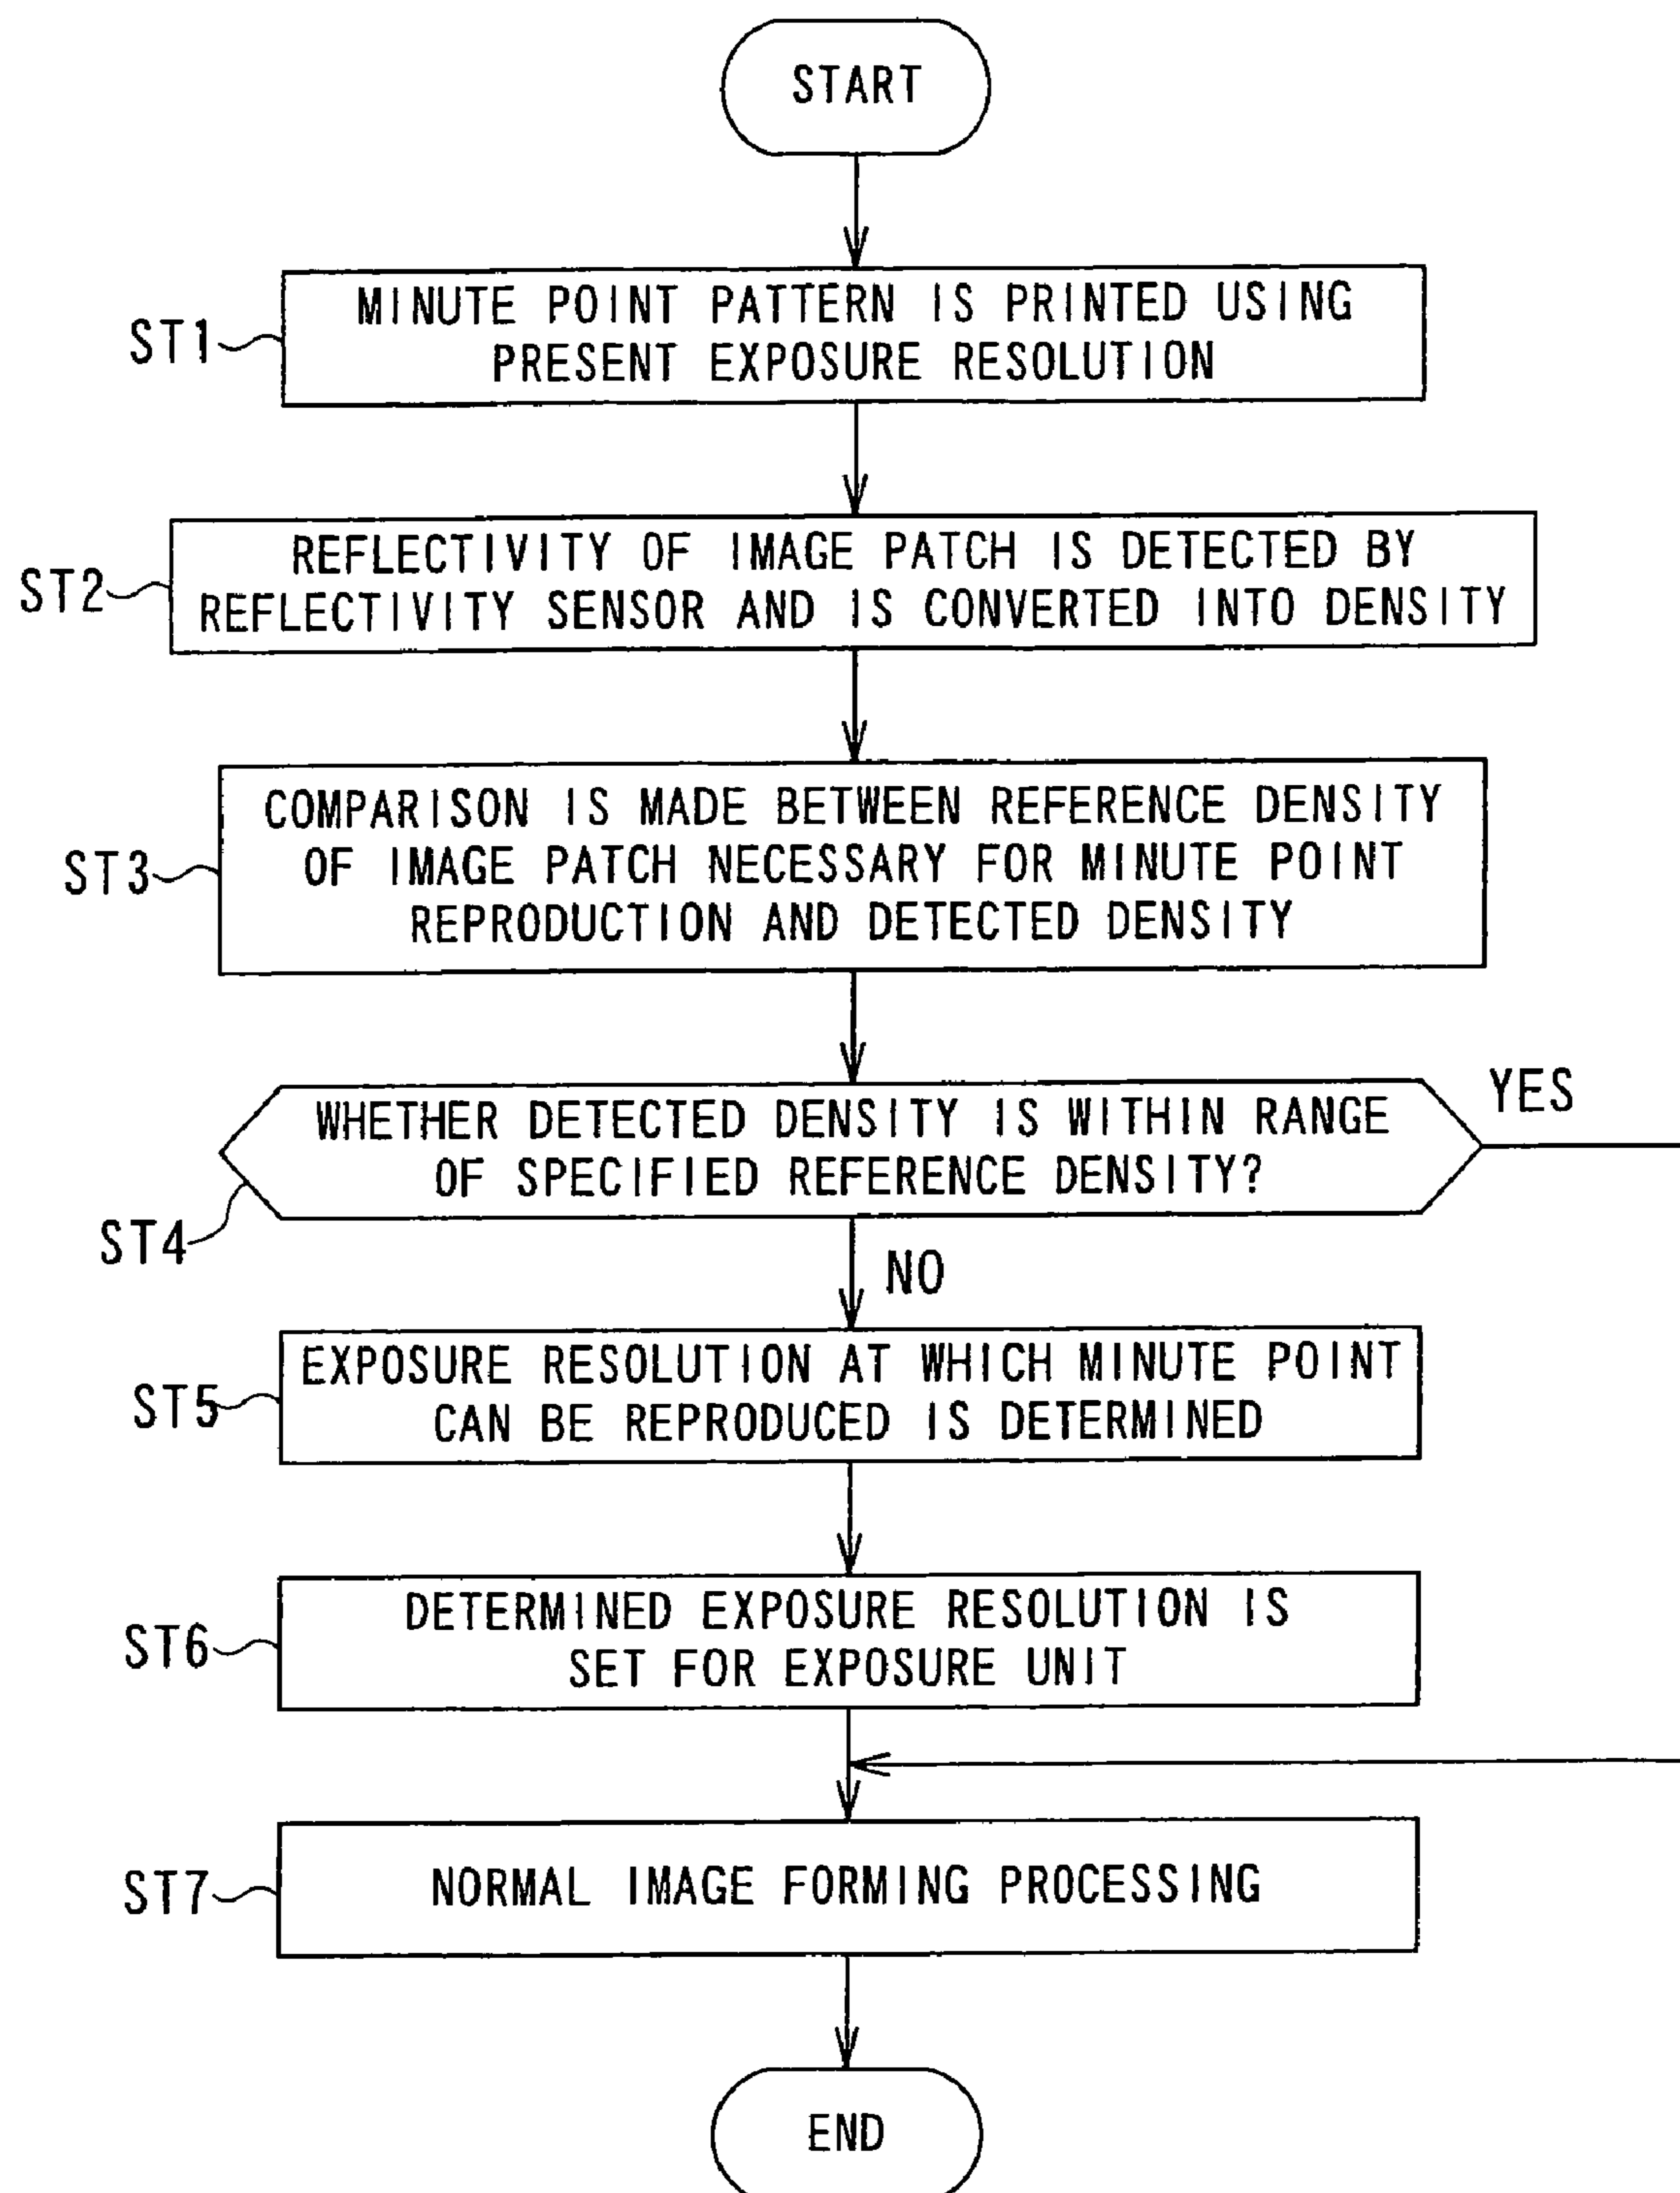 START
ST1
MINUTE POINT PATTERN IS PRINTED USING
PRESENT EXPOSURE RESOLUTION
ST2
REFLECTIVITY OF IMAGE PATCH IS DETECTED BY
REFLECTIVITY SENSOR AND IS CONVERTED INTO DENSITY
ST3
COMPARISON IS MADE BETWEEN REFERENCE DENSITY
OF IMAGE PATCH NECESSARY FOR MINUTE POINT
REPRODUCTION AND DETECTED DENSITY
ST4
WHETHER DETECTED DENSITY IS WITHIN RANGE
OF SPECIFIED REFERENCE DENSITY?
YES
NO
ST5
EXPOSURE RESOLUTION AT WHICH MINUTE POINT
CAN BE REPRODUCED IS DETERMINED
ST6
DETERMINED EXPOSURE RESOLUTION IS
SET FOR EXPOSURE UNIT
ST7
NORMAL IMAGE FORMING PROCESSING
END